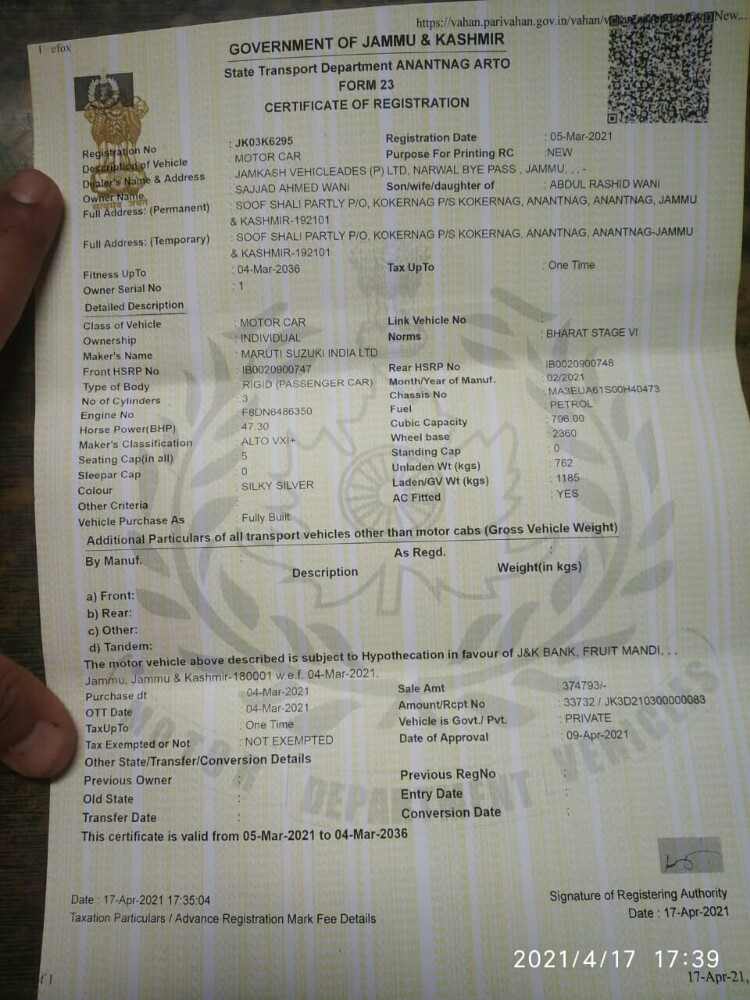 https://vahan.parivahan.gov.in/vahan/v
New...
efox
GOVERNMENT OF JAMMU & KASHMIR
State Transport Department ANANTNAG ARTO
FORM 23
CERTIFICATE OF REGISTRATION
सत्यमेव जयते
Registration No : JK03K6295 Registration Date : 05-Mar-2021
Description of Vehicle : MOTOR CAR Purpose For Printing RC : NEW
Dealer's Name & Address : JAMKASH VEHICLEADES (P) LTD, NARWAL BYE PASS , JAMMU, , , -
Owner Name : SAJJAD AHMED WANI Son/wife/daughter of : ABDUL RASHID WANI
Full Address: (Permanent) : SOOF SHALI PARTLY P/O, KOKERNAG P/S KOKERNAG, ANANTNAG, ANANTNAG, JAMMU
& KASHMIR-192101
Full Address: (Temporary) : SOOF SHALI PARTLY P/O, KOKERNAG P/S KOKERNAG, ANANTNAG, ANANTNAG-JAMMU
& KASHMIR-192101
Fitness UpTo : 04-Mar-2036 Tax UpTo : One Time
Owner Serial No : 1
Detailed Description
Class of Vehicle : MOTOR CAR Link Vehicle No :
Ownership : INDIVIDUAL Norms : BHARAT STAGE VI
Maker's Name : MARUTI SUZUKI INDIA LTD
Front HSRP No : IB0020900747 Rear HSRP No : IB0020900748
Type of Body : RIGID (PASSENGER CAR) Month/Year of Manuf. : 02/2021
No of Cylinders : 3 Chassis No : MA3EUA61S00H40473
Engine No : F8DN6486350 Fuel : PETROL
Horse Power(BHP) : 47.30 Cubic Capacity : 796.00
Maker's Classification : ALTO VXI+ Wheel base : 2360
Seating Cap(in all) : 5 Standing Cap : 0
Sleepar Cap : 0 Unladen Wt (kgs) : 762
Colour : SILKY SILVER Laden/GV Wt (kgs) : 1185
Other Criteria AC Fitted : YES
Vehicle Purchase As : Fully Built
Additional Particulars of all transport vehicles other than motor cabs (Gross Vehicle Weight)
By Manuf. : As Regd. :
Description Weight(in kgs)
a) Front:
b) Rear:
c) Other:
d) Tandem:
The motor vehicle above described is subject to Hypothecation in favour of J&K BANK, FRUIT MANDI, , ,
Jammu, Jammu & Kashmir-180001 w.e.f. 04-Mar-2021.
Purchase dt : 04-Mar-2021 Sale Amt : 374793/-
OTT Date : 04-Mar-2021 Amount/Rcpt No : 33732 / JK3D210300000083
TaxUpTo : One Time Vehicle is Govt./ Pvt. : PRIVATE
Tax Exempted or Not : NOT EXEMPTED Date of Approval : 09-Apr-2021
Other State/Transfer/Conversion Details
Previous Owner : Previous RegNo :
Old State : Entry Date :
Transfer Date : Conversion Date :
MOTOR VEHICLES DEPARTMENT
This certificate is valid from 05-Mar-2021 to 04-Mar-2036
Date : 17-Apr-2021 17:35:04 Signature of Registering Authority
Taxation Particulars / Advance Registration Mark Fee Details Date : 17-Apr-2021
2021/4/17 17:39
of 1 17-Apr-21,